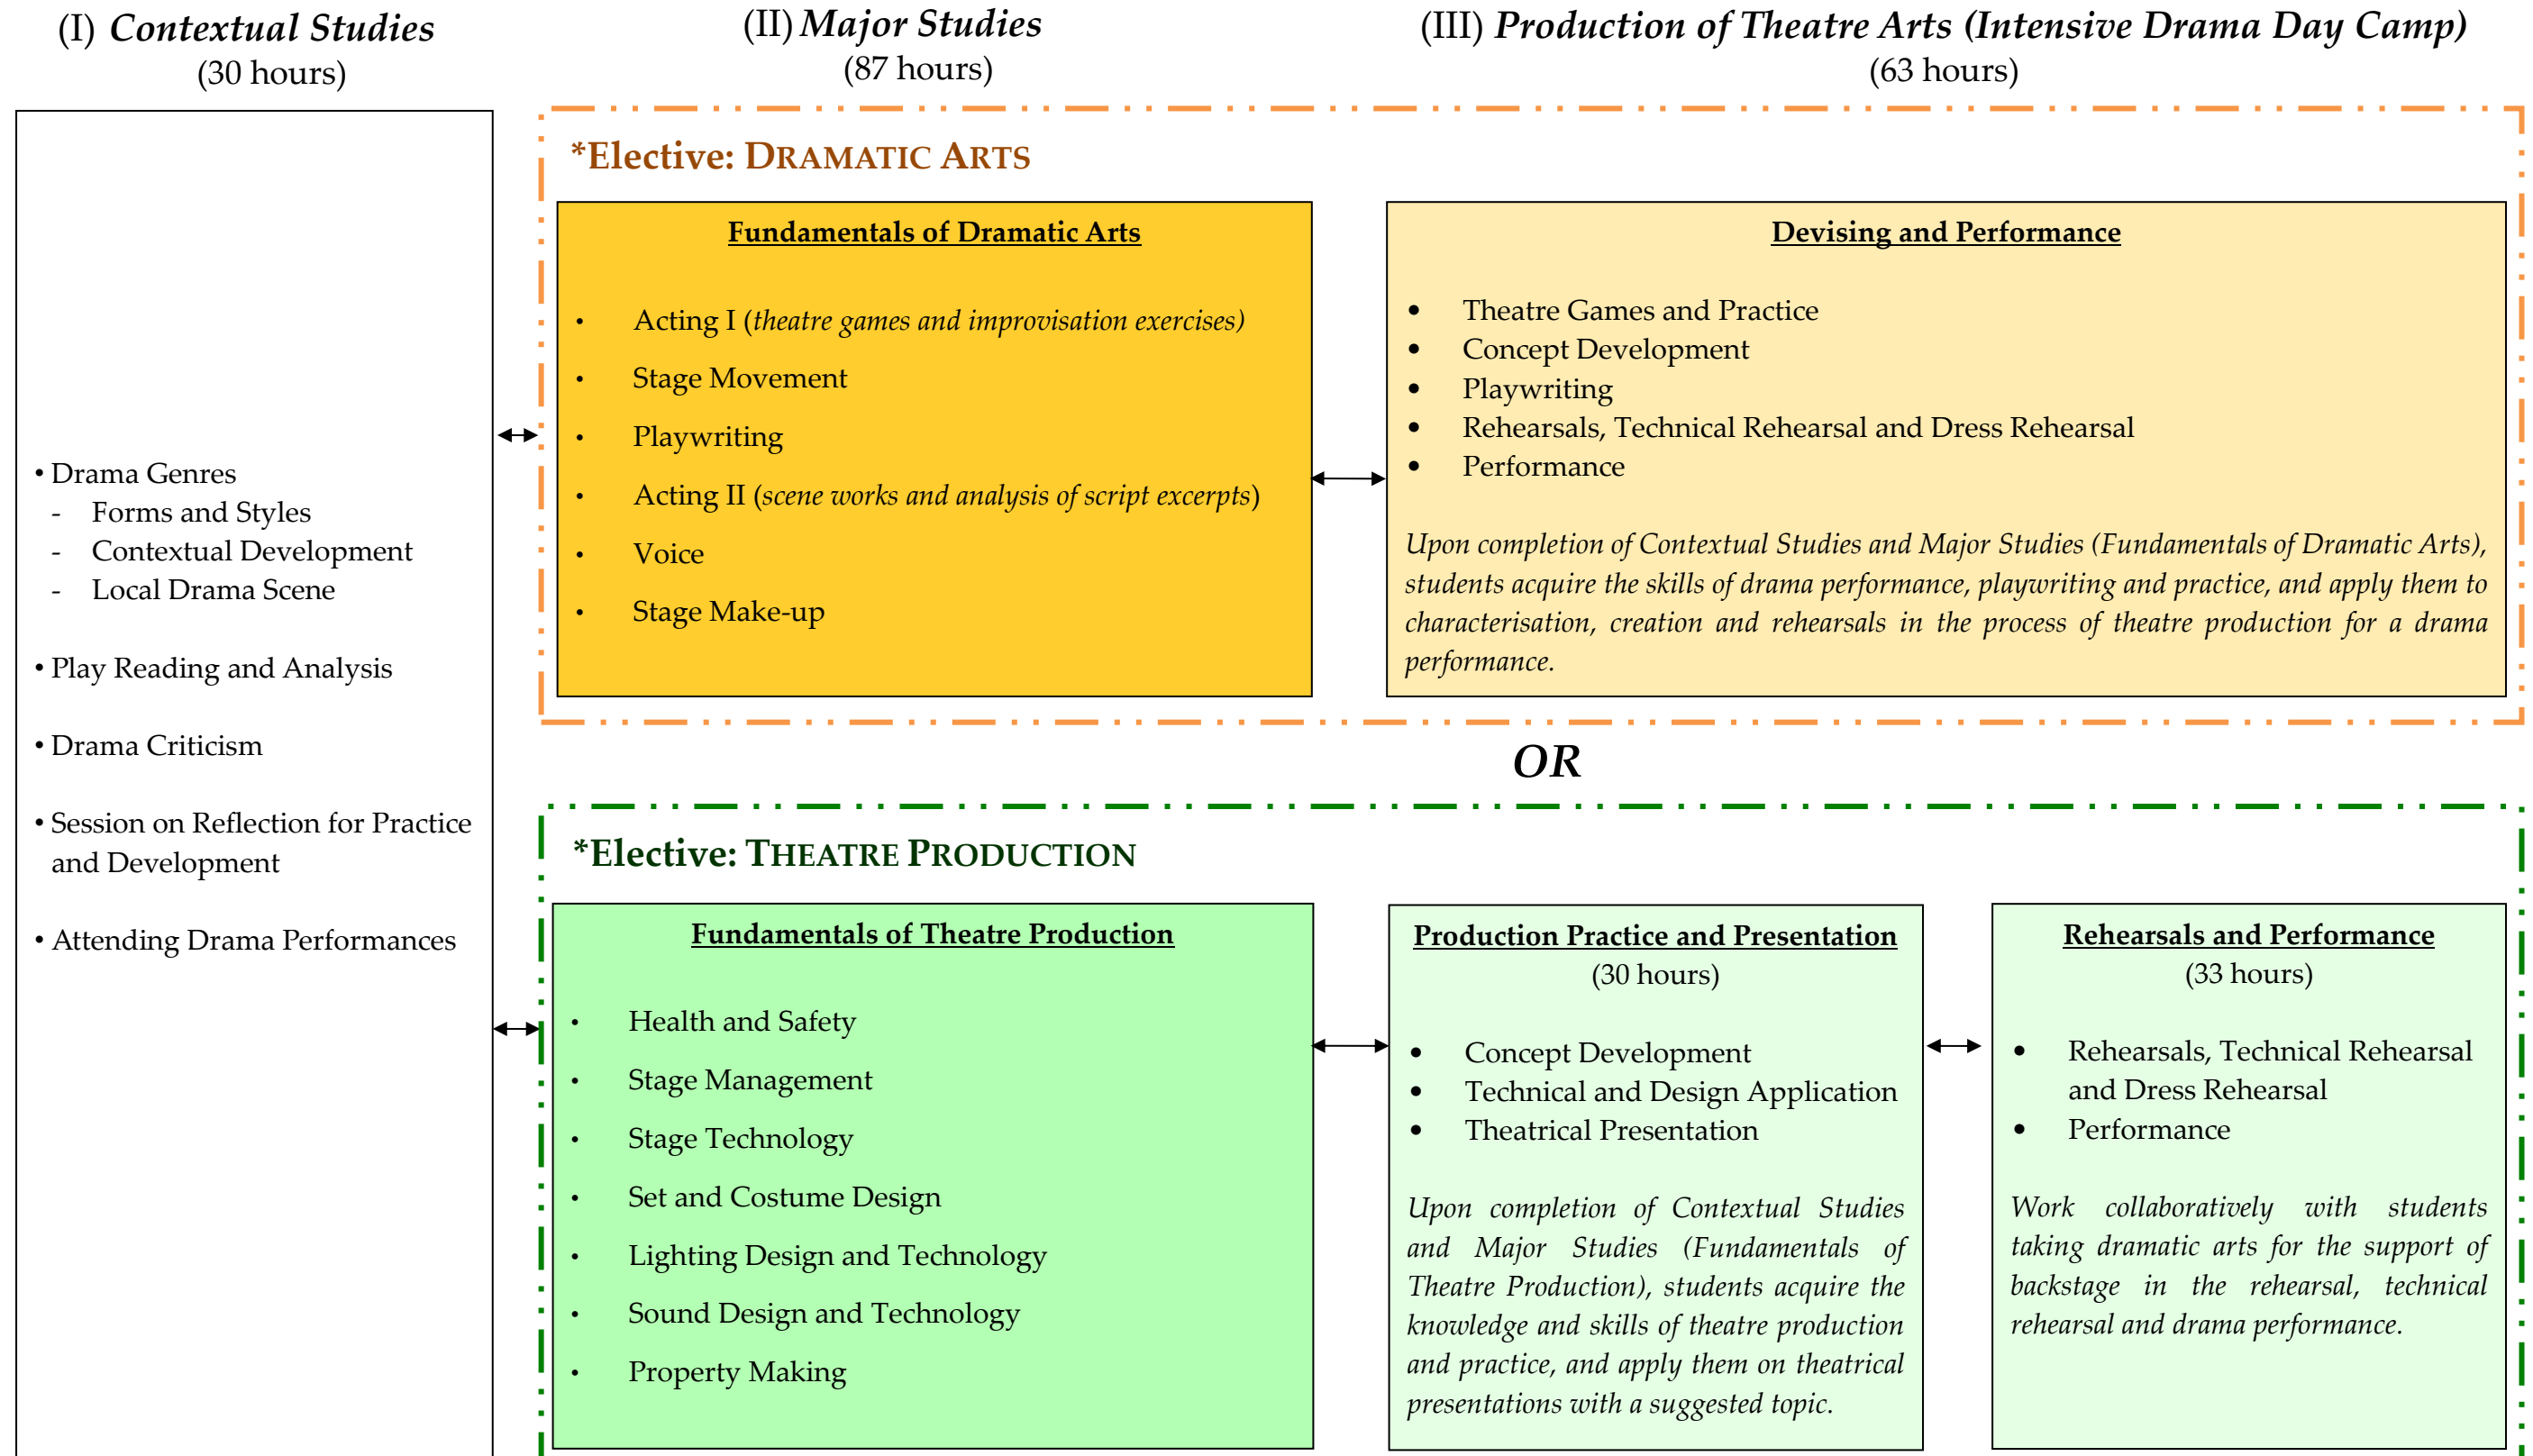 (I) Contextual Studies
(30 hours)
(II) Major Studies
(87 hours)
(III) Production of Theatre Arts (Intensive Drama Day Camp)
(63 hours)
• Drama Genres
- Forms and Styles
- Contextual Development
- Local Drama Scene
• Play Reading and Analysis
• Drama Criticism
• Session on Reflection for Practice
and Development
• Attending Drama Performances
*Elective: DRAMATIC ARTS
Fundamentals of Dramatic Arts
• Acting I (theatre games and improvisation exercises)
• Stage Movement
• Playwriting
• Acting II (scene works and analysis of script excerpts)
• Voice
• Stage Make-up
Devising and Performance
• Theatre Games and Practice
• Concept Development
• Playwriting
• Rehearsals, Technical Rehearsal and Dress Rehearsal
• Performance
Upon completion of Contextual Studies and Major Studies (Fundamentals of Dramatic Arts),
students acquire the skills of drama performance, playwriting and practice, and apply them to
characterisation, creation and rehearsals in the process of theatre production for a drama
performance.
OR
*Elective: THEATRE PRODUCTION
Fundamentals of Theatre Production
• Health and Safety
• Stage Management
• Stage Technology
• Set and Costume Design
• Lighting Design and Technology
• Sound Design and Technology
• Property Making
Production Practice and Presentation
(30 hours)
• Concept Development
• Technical and Design Application
• Theatrical Presentation
Upon completion of Contextual Studies
and Major Studies (Fundamentals of
Theatre Production), students acquire the
knowledge and skills of theatre production
and practice, and apply them on theatrical
presentations with a suggested topic.
Rehearsals and Performance
(33 hours)
• Rehearsals, Technical Rehearsal
and Dress Rehearsal
• Performance
Work collaboratively with students
taking dramatic arts for the support of
backstage in the rehearsal, technical
rehearsal and drama performance.